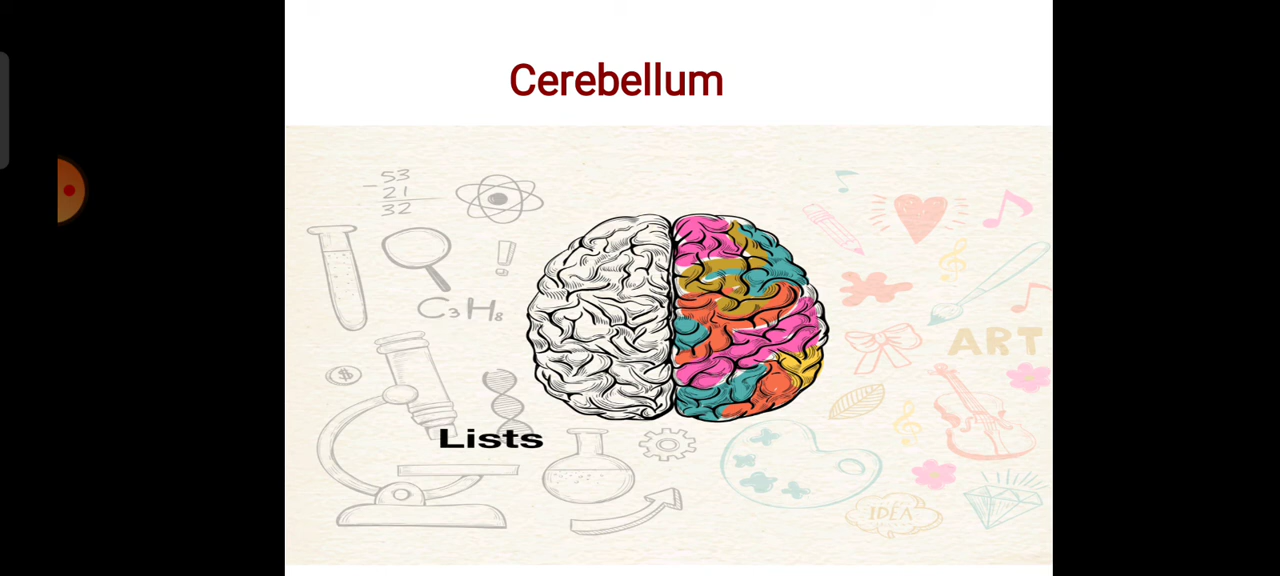 Cerebellum
- 53
21
32
C3H8
ART
$
Lists
IDEA